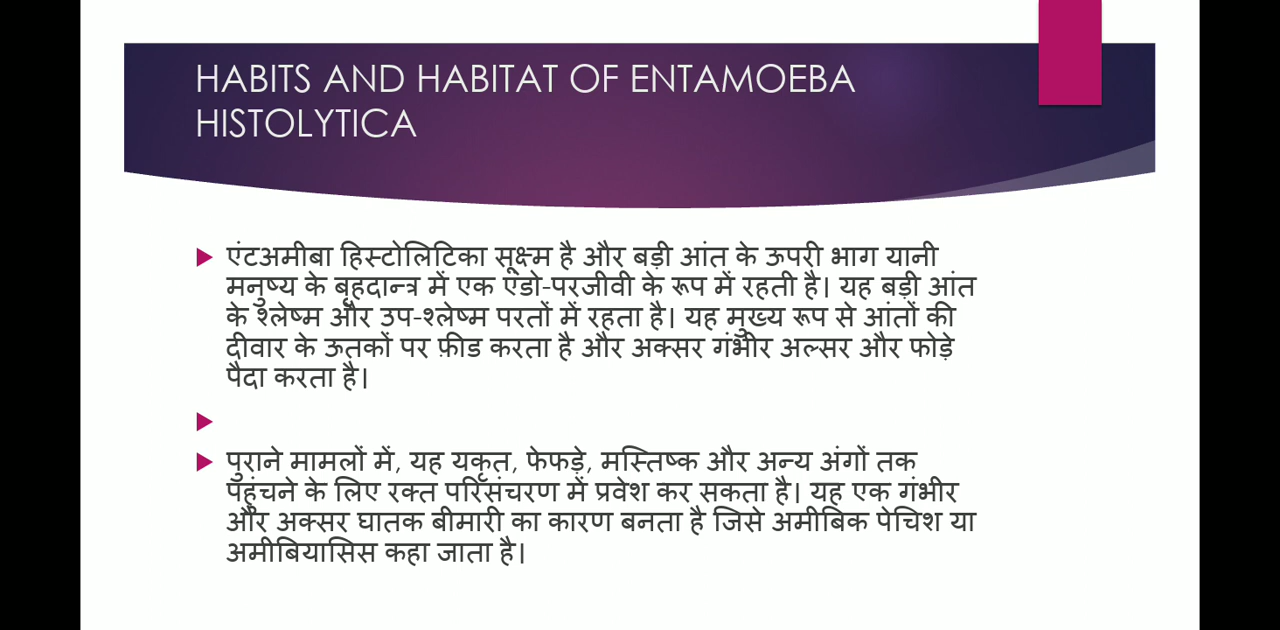 HABITS AND HABITAT OF ENTAMOEBA
HISTOLYTICA
एंटअमीबा हिस्टोलिटिका सूक्ष्म है और बड़ी आंत के ऊपरी भाग यानी
मनुष्य के बृहदान्त्र में एक एंडो-परजीवी के रूप में रहती है। यह बड़ी आंत
के श्लेष्म और उप-श्लेष्म परतों में रहता है। यह मुख्य रूप से आंतों की
दीवार के ऊतकों पर फ़ीड करता है और अक्सर गंभीर अल्सर और फोड़े
पैदा करता है।
पुराने मामलों में, यह यकृत, फेफड़े, मस्तिष्क और अन्य अंगों तक
पहुंचने के लिए रक्त परिसंचरण में प्रवेश कर सकता है। यह एक गंभीर
और अक्सर घातक बीमारी का कारण बनता है जिसे अमीबिक पेचिश या
अमीबियासिस कहा जाता है।